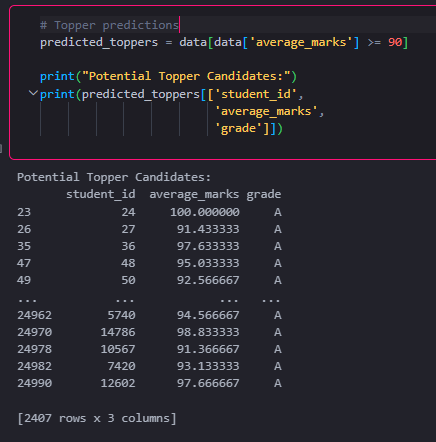 # Topper predictions
predicted_toppers = data[data['average_marks'] >= 90]
print("Potential Topper Candidates:")
print(predicted_toppers[['student_id',
'average_marks',
'grade']])
Potential Topper Candidates:
student_id average_marks grade
23 24 100.000000 A
26 27 91.433333 A
35 36 97.633333 A
47 48 95.033333 A
49 50 92.566667 A
... ... ... ...
24962 5740 94.566667 A
24970 14786 98.833333 A
24978 10567 91.366667 A
24982 7420 93.133333 A
24990 12602 97.666667 A
[2407 rows x 3 columns]